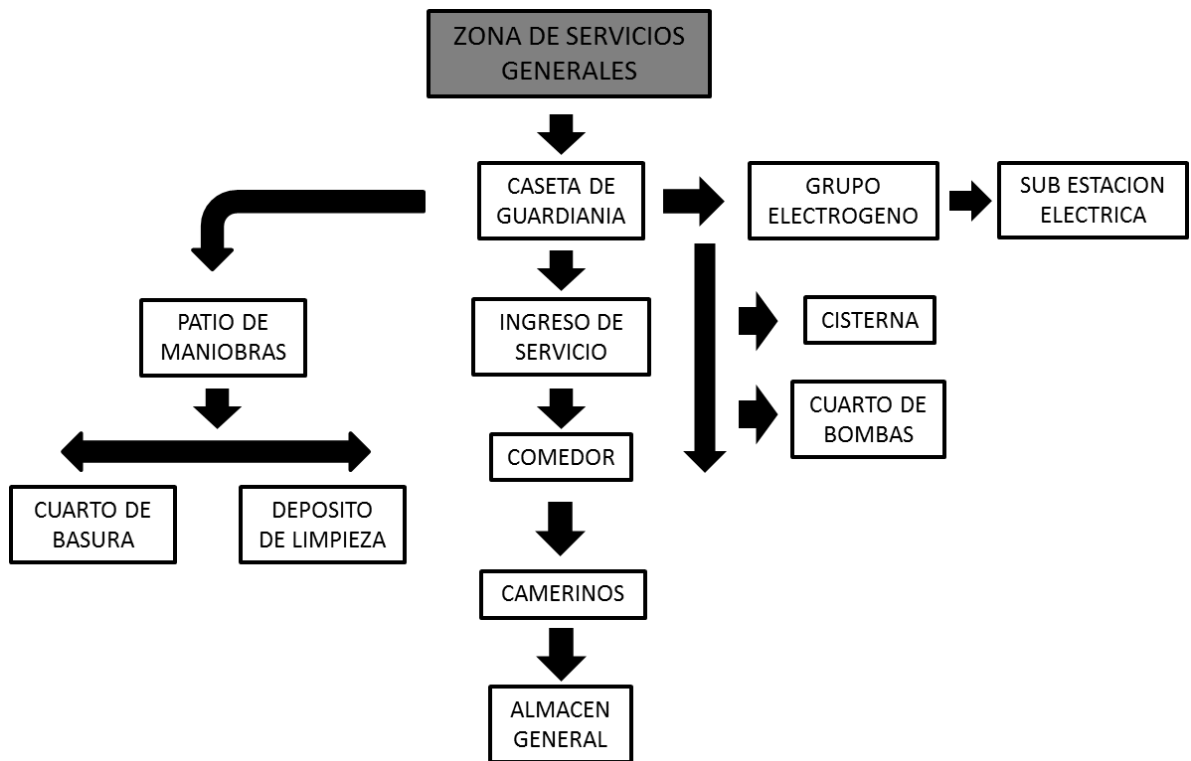 ZONA DE SERVICIOS
GENERALES
CASETA DE
GUARDIANIA
GRUPO
ELECTROGENO
SUB ESTACION
ELECTRICA
PATIO DE
MANIOBRAS
INGRESO DE
SERVICIO
CISTERNA
CUARTO DE
BOMBAS
COMEDOR
CUARTO DE
BASURA
DEPOSITO
DE LIMPIEZA
CAMERINOS
ALMACEN
GENERAL